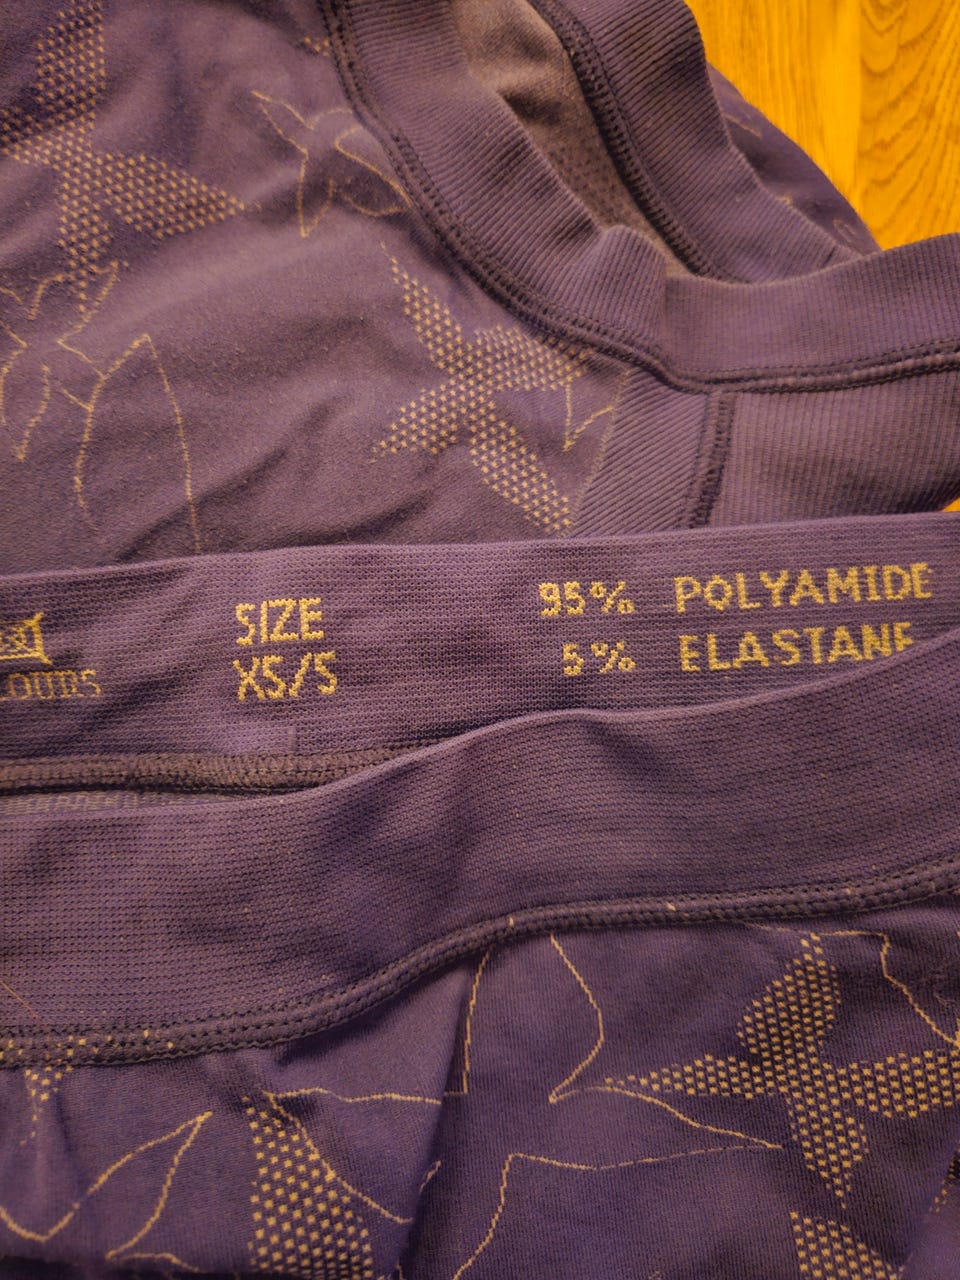 SIZE
XS/S
95% POLYAMIDE
5% ELASTANE